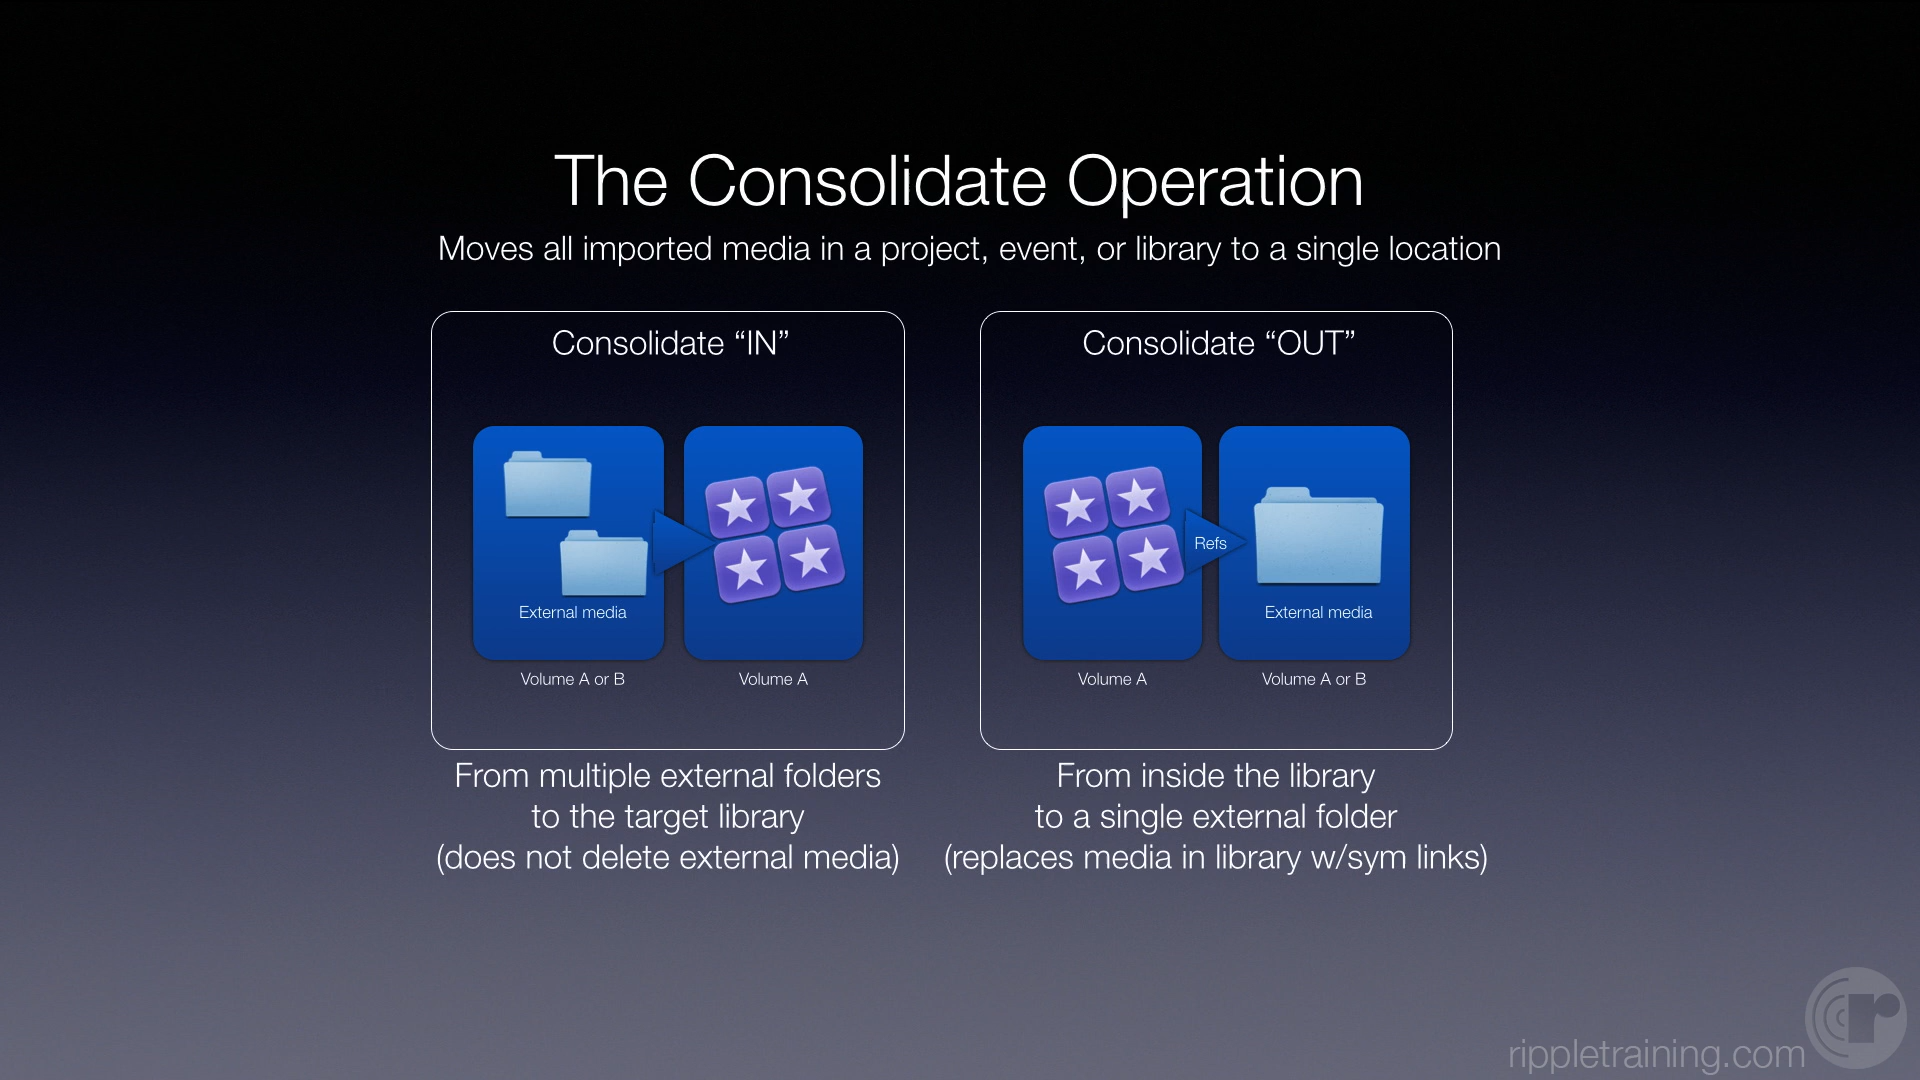 The Consolidate Operation
Moves all imported media in a project, event, or library to a single location
Consolidate “IN”
External media
Volume A or B
Volume A
From multiple external folders
to the target library
(does not delete external media)
Consolidate “OUT”
Refs
External media
Volume A
Volume A or B
From inside the library
to a single external folder
(replaces media in library w/sym links)
rippletraining.com